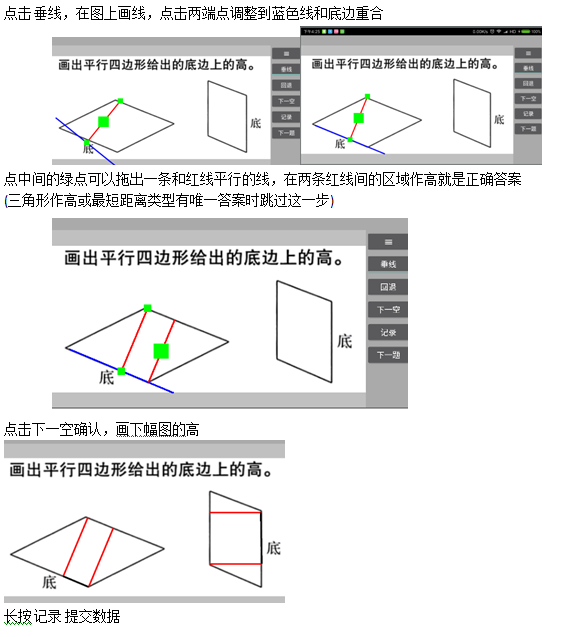 点击 垂线，在图上画线，点击两端点调整到蓝色线和底边重合
画出平行四边形给出的底边上的高。
底
底
垂线
回退
下一空
记录
下一题
下午4:25
0.00K/s
HD
100%
画出平行四边形给出的底边上的高。
底
底
垂线
回退
下一空
记录
下一题
点中间的绿点可以拖出一条和红线平行的线，在两条红线间的区域作高就是正确答案
(三角形作高或最短距离类型有唯一答案时跳过这一步)
画出平行四边形给出的底边上的高。
底
底
垂线
回退
下一空
记录
下一题
点击下一空确认，画下幅图的高
画出平行四边形给出的底边上的高。
底
底
长按 记录 提交数据